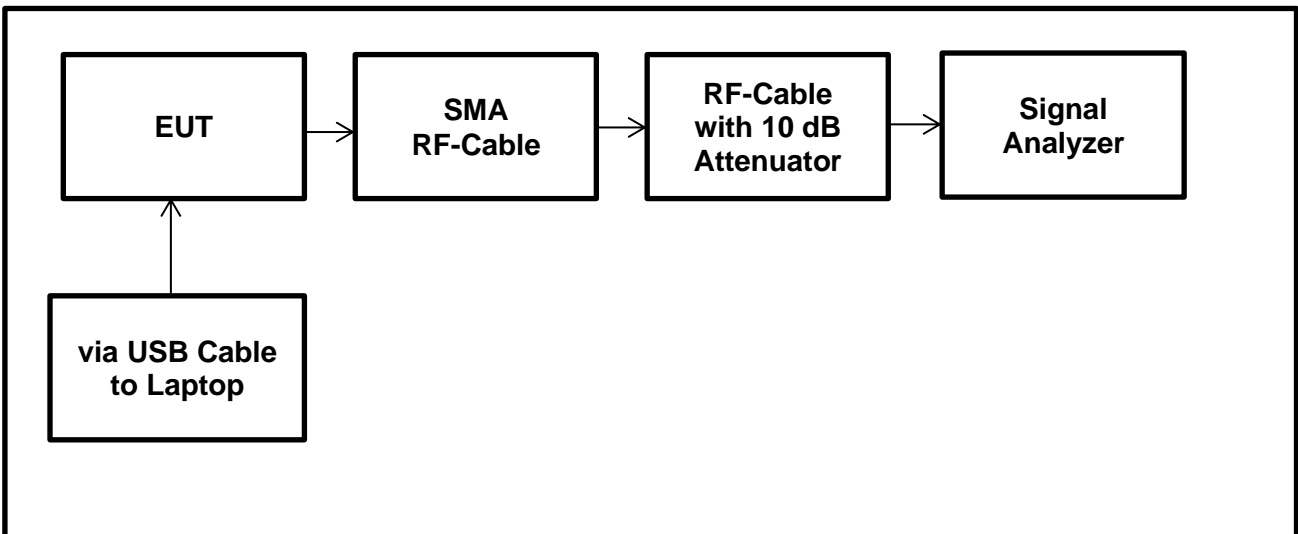 EUT
SMA
RF-Cable
RF-Cable
with 10 dB
Attenuator
Signal
Analyzer
via USB Cable
to Laptop